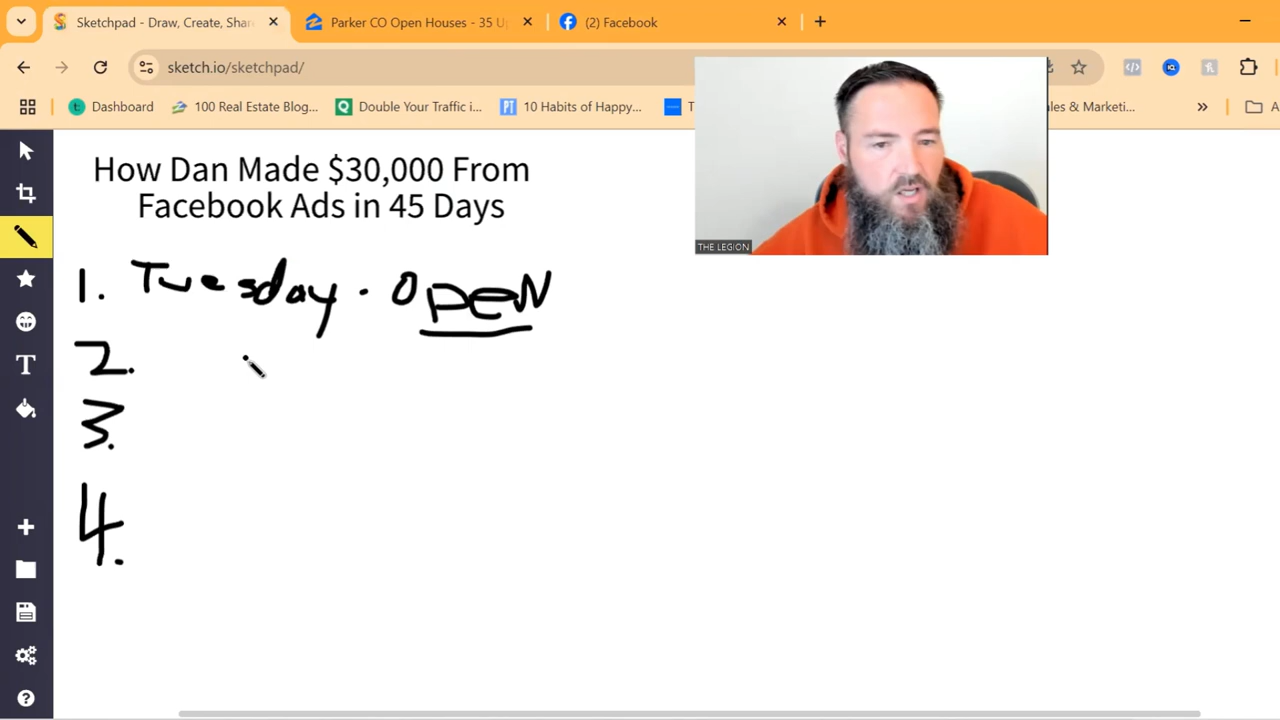 Sketchpad - Draw, Create, Shar
Parker CO Open Houses - 35 U
(2) Facebook
sketch.io/sketchpad/
Dashboard
100 Real Estate Blog...
Double Your Traffic i...
10 Habits of Happy...
les & Marketi...
THE LEGION
How Dan Made $30,000 From
Facebook Ads in 45 Days
1. Tuesday - OPEN
2.
3.
4.